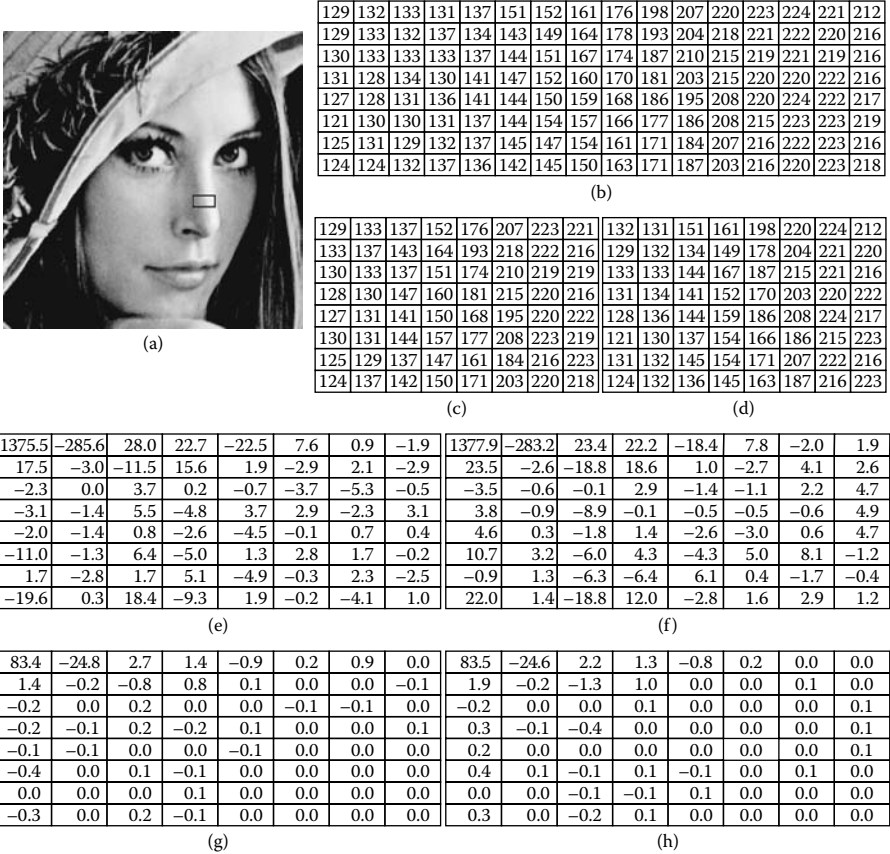 129 132 133 131 137 151 152 161 176 198 207 220 223 224 221 212
129 133 132 137 134 143 149 164 178 193 204 218 221 222 220 216
130 133 133 133 137 144 151 167 174 187 210 215 219 221 219 216
131 128 134 130 141 147 152 160 170 181 203 215 220 220 222 216
127 128 131 136 141 144 150 159 168 186 195 208 220 224 222 217
121 130 130 131 137 144 154 157 166 177 186 208 215 223 223 219
125 131 129 132 137 145 147 154 161 171 184 207 216 222 223 216
124 124 132 137 136 142 145 150 163 171 187 203 216 220 223 218
(b)
(a)
129 133 137 152 176 207 223 221
133 137 143 164 193 218 222 216
130 133 137 151 174 210 219 219
128 130 147 160 181 215 220 216
127 131 141 150 168 195 220 222
130 131 144 157 177 208 223 219
125 129 137 147 161 184 216 223
124 137 142 150 171 203 220 218
(c)
132 131 151 161 198 220 224 212
129 132 134 149 178 204 221 220
133 133 144 167 187 215 221 216
131 134 141 152 170 203 220 222
128 136 144 159 186 208 224 217
121 130 137 154 166 186 215 223
131 132 145 154 171 207 222 216
124 132 136 145 163 187 216 223
(d)
1375.5 −285.6 28.0 22.7 −22.5 7.6 0.9 −1.9
17.5 −3.0 −11.5 15.6 1.9 −2.9 2.1 −2.9
−2.3 0.0 3.7 0.2 −0.7 −3.7 −5.3 −0.5
−3.1 −1.4 5.5 −4.8 3.7 2.9 −2.3 3.1
−2.0 −1.4 0.8 −2.6 −4.5 −0.1 0.7 0.4
−11.0 −1.3 6.4 −5.0 1.3 2.8 1.7 −0.2
1.7 −2.8 1.7 5.1 −4.9 −0.3 2.3 −2.5
−19.6 0.3 18.4 −9.3 1.9 −0.2 −4.1 1.0
(e)
1377.9 −283.2 23.4 22.2 −18.4 7.8 −2.0 1.9
23.5 −2.6 −18.8 18.6 1.0 −2.7 4.1 2.6
−3.5 −0.6 −0.1 2.9 −1.4 −1.1 2.2 4.7
3.8 −0.9 −8.9 −0.1 −0.5 −0.5 −0.6 4.9
4.6 0.3 −1.8 1.4 −2.6 −3.0 0.6 4.7
10.7 3.2 −6.0 4.3 −4.3 5.0 8.1 −1.2
−0.9 1.3 −6.3 −6.4 6.1 0.4 −1.7 −0.4
22.0 1.4 −18.8 12.0 −2.8 1.6 2.9 1.2
(f)
83.4 −24.8 2.7 1.4 −0.9 0.2 0.9 0.0
1.4 −0.2 −0.8 0.8 0.1 0.0 0.0 −0.1
−0.2 0.0 0.2 0.0 0.0 −0.1 −0.1 0.0
−0.2 −0.1 0.2 −0.2 0.1 0.0 0.0 0.1
−0.1 −0.1 0.0 0.0 −0.1 0.0 0.0 0.0
−0.4 0.0 0.1 −0.1 0.0 0.0 0.0 0.0
0.0 0.0 0.0 0.1 0.0 0.0 0.0 0.0
−0.3 0.0 0.2 −0.1 0.0 0.0 0.0 0.0
(g)
83.5 −24.6 2.2 1.3 −0.8 0.2 0.0 0.0
1.9 −0.2 −1.3 1.0 0.0 0.0 0.1 0.0
−0.2 0.0 0.0 0.1 0.0 0.0 0.0 0.1
0.3 −0.1 −0.4 0.0 0.0 0.0 0.0 0.1
0.2 0.0 0.0 0.0 0.0 0.0 0.0 0.1
0.4 0.1 −0.1 0.1 −0.1 0.0 0.1 0.0
0.0 0.0 −0.1 −0.1 0.1 0.0 0.0 0.0
0.3 0.0 −0.2 0.1 0.0 0.0 0.0 0.0
(h)